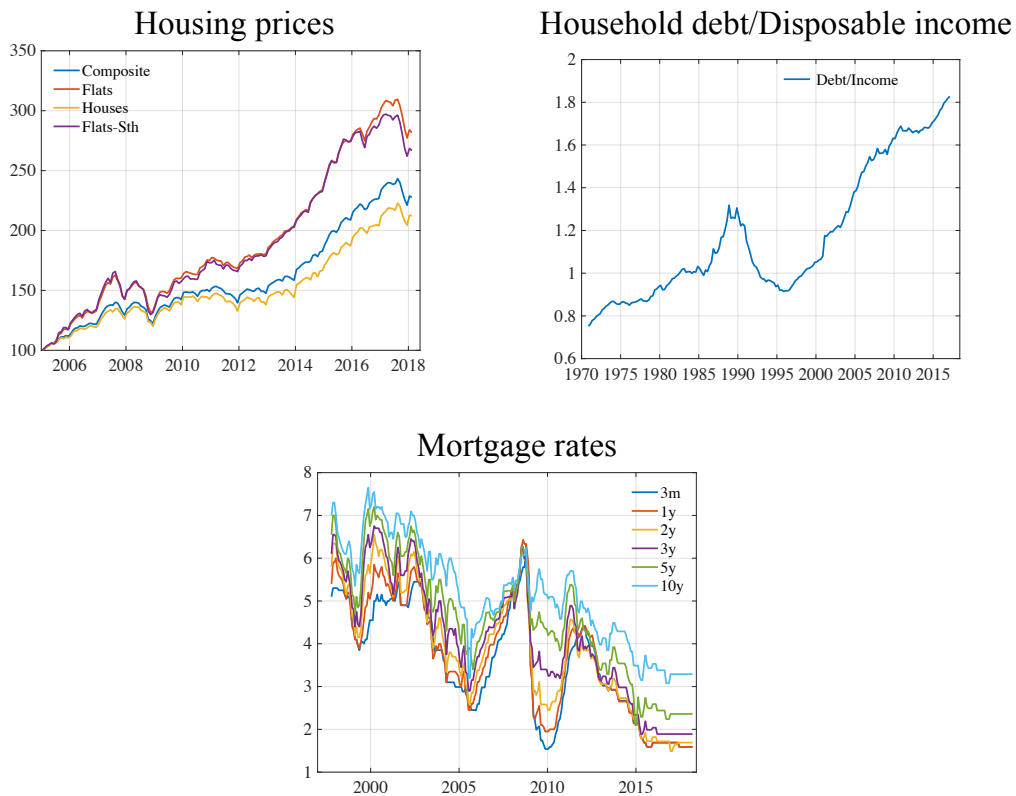 Housing prices
350
300
250
200
150
100
Composite
Flats
Houses
Flats-Sth
2006 2008 2010 2012 2014 2016 2018
Household debt/Disposable income
2
1.8
1.6
1.4
1.2
1
0.8
0.6
Debt/Income
1970 1975 1980 1985 1990 1995 2000 2005 2010 2015
Mortgage rates
8
7
6
5
4
3
2
1
3m
1y
2y
3y
5y
10y
2000 2005 2010 2015